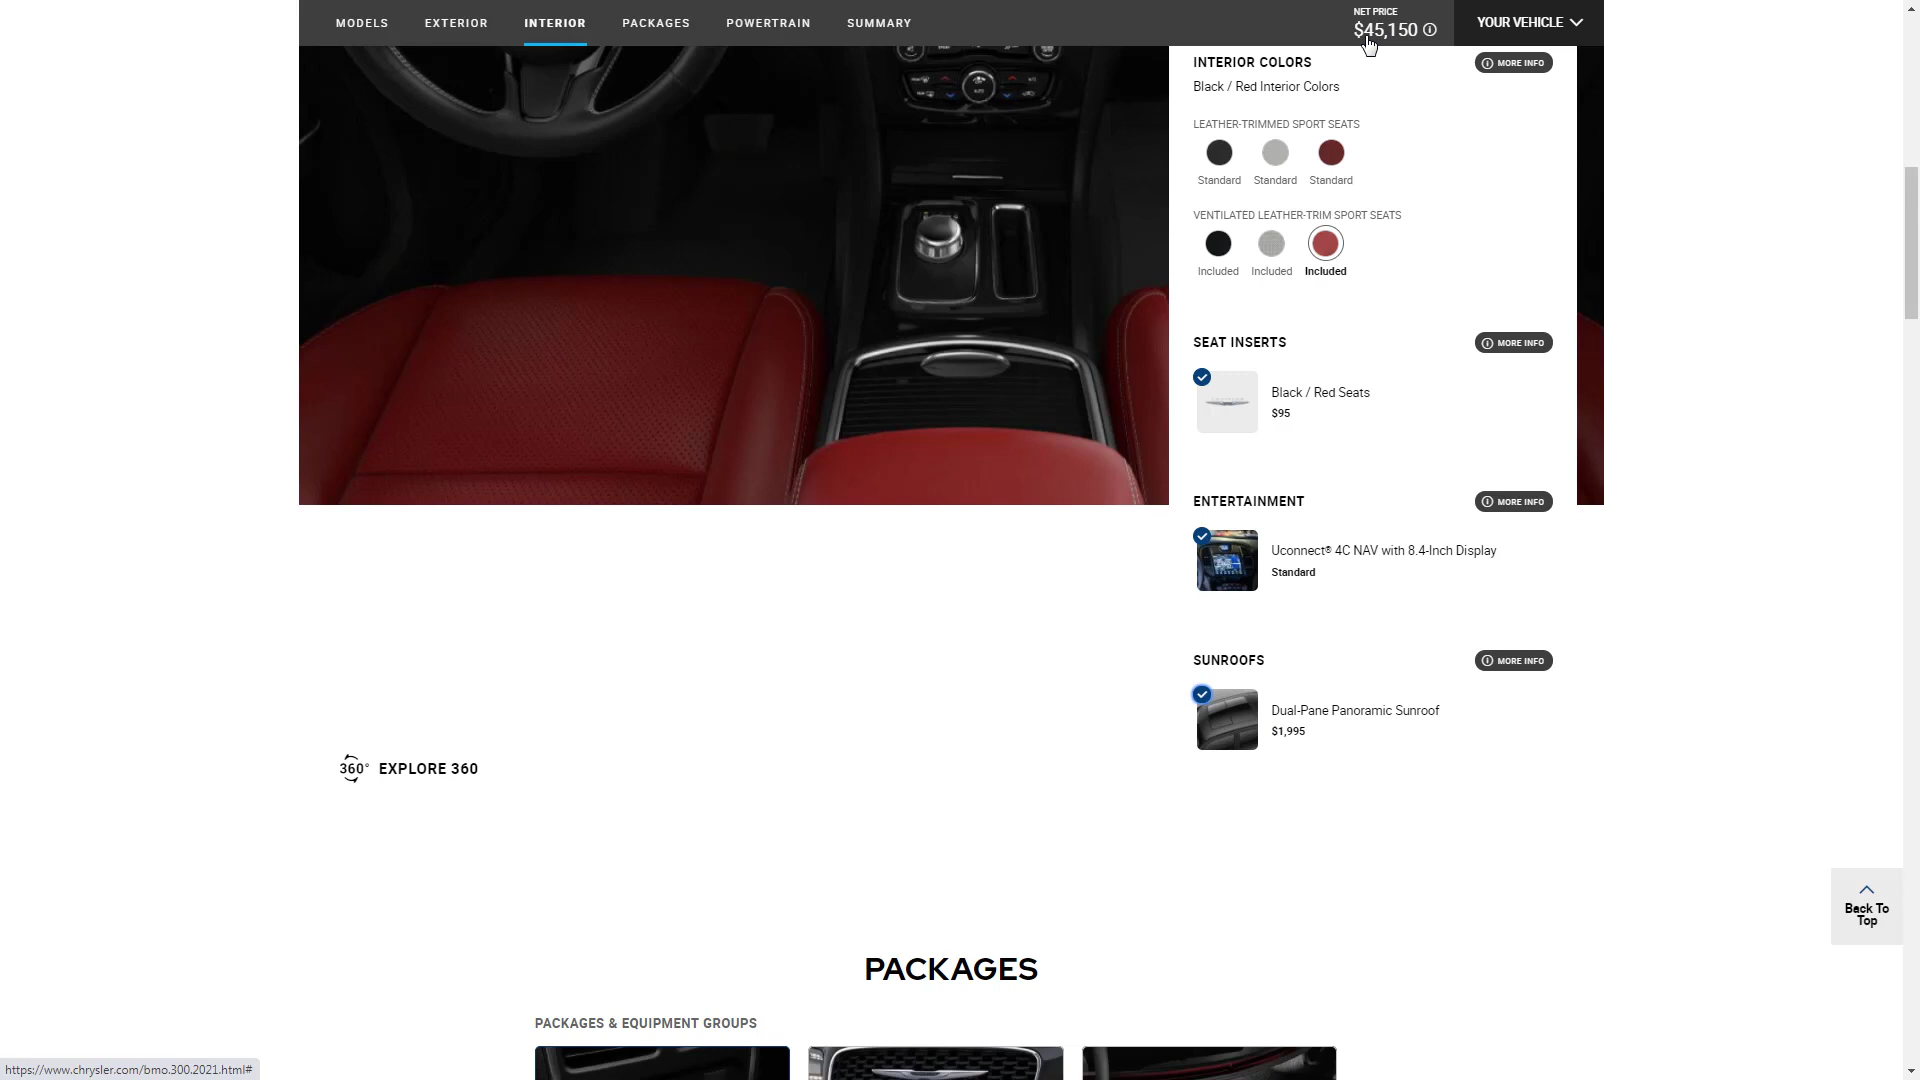 MODELS
EXTERIOR
INTERIOR
PACKAGES
POWERTRAIN
SUMMARY
NET PRICE
$45,150
YOUR VEHICLE
INTERIOR COLORS
MORE INFO
Black / Red Interior Colors
LEATHER-TRIMMED SPORT SEATS
Standard
Standard
Standard
VENTILATED LEATHER-TRIM SPORT SEATS
Included
Included
Included
SEAT INSERTS
MORE INFO
Black / Red Seats
$95
ENTERTAINMENT
MORE INFO
Uconnect® 4C NAV with 8.4-Inch Display
Standard
SUNROOFS
MORE INFO
Dual-Pane Panoramic Sunroof
$1,995
360° EXPLORE 360
Back To
Top
PACKAGES
PACKAGES & EQUIPMENT GROUPS
https://www.chrysler.com/bmo.300.2021.html#